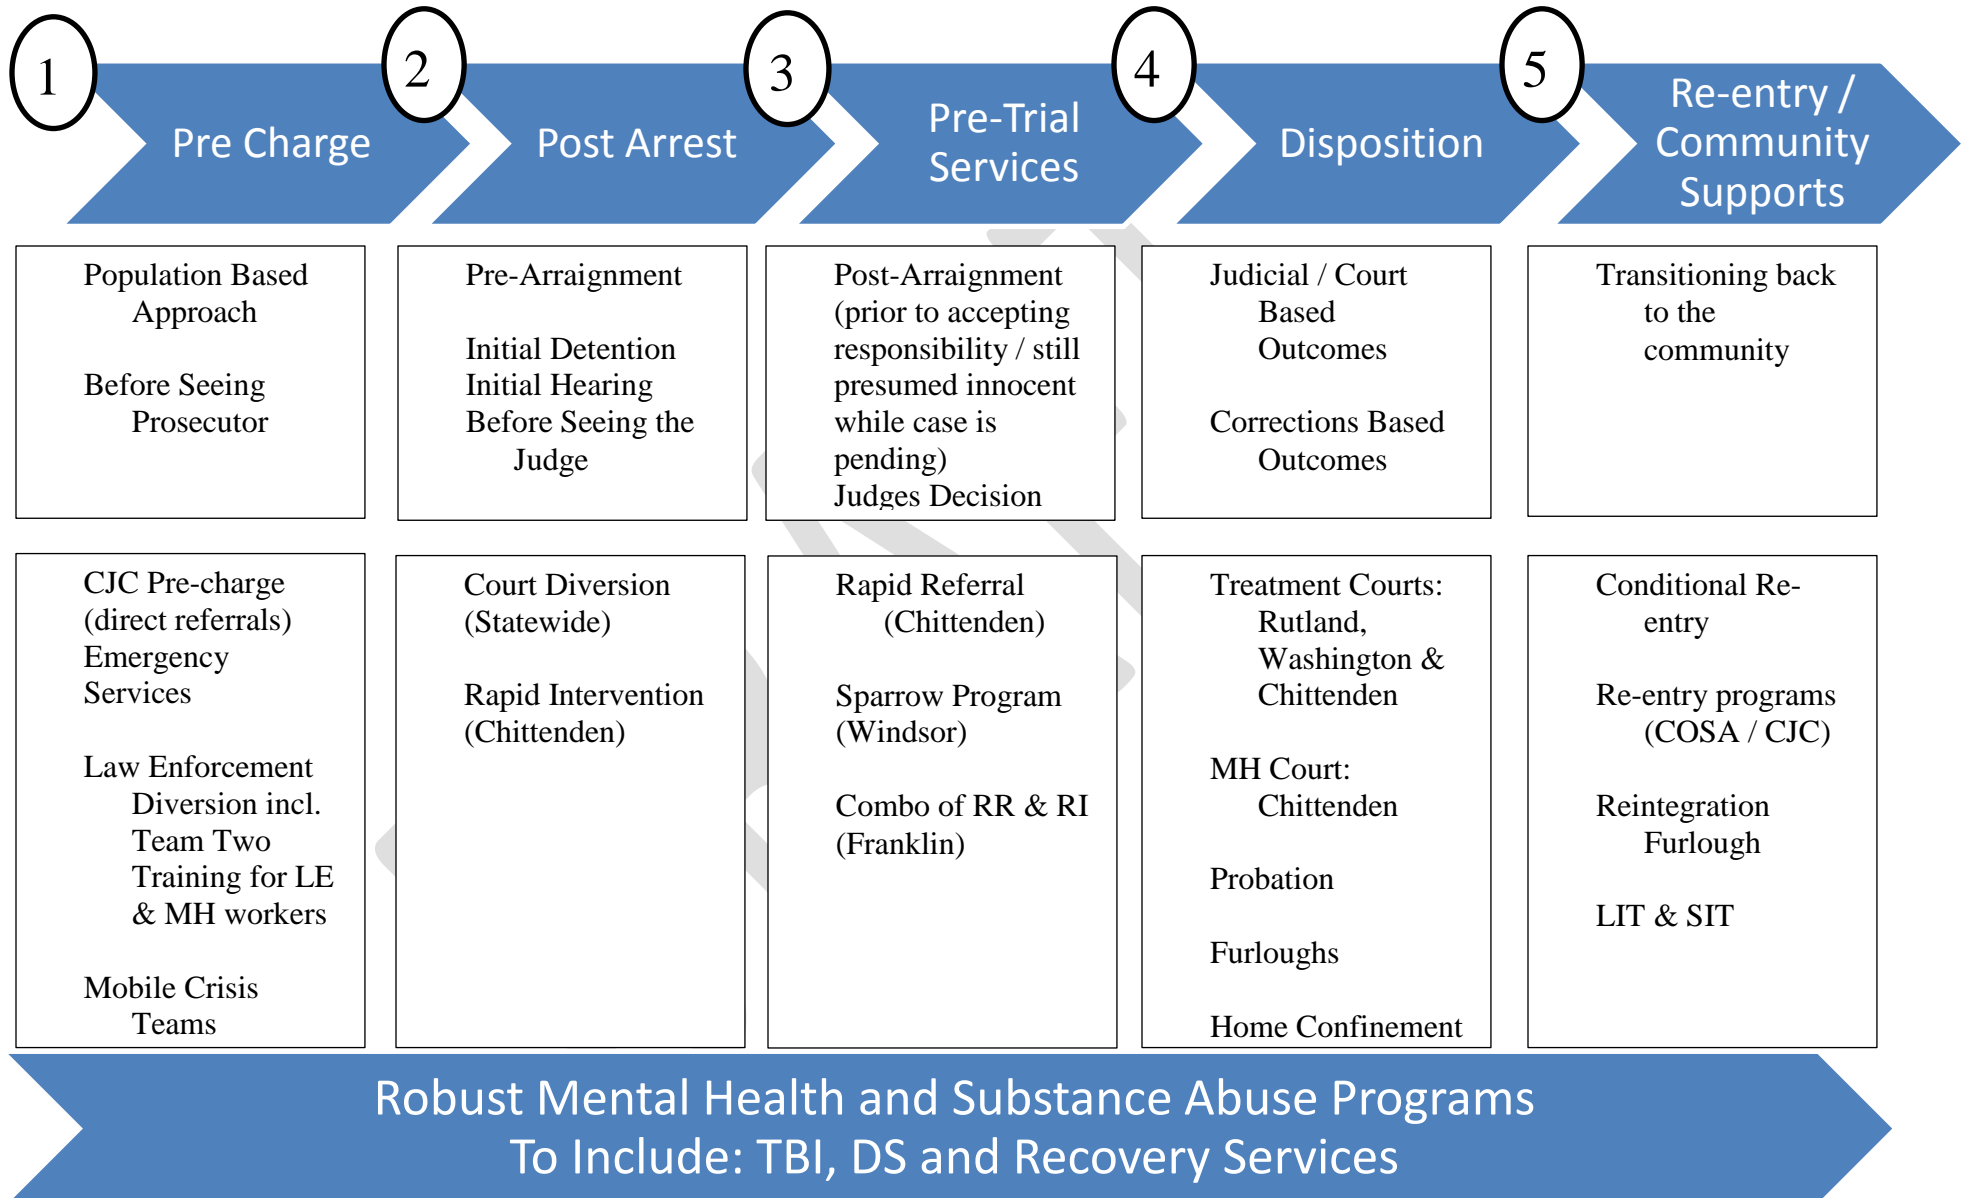 1
2
3
4
5
Pre Charge
Post Arrest
Pre-Trial
Services
Disposition
Re-entry /
Community
Supports
Population Based
Approach
Before Seeing
Prosecutor
Pre-Arraignment
Initial Detention
Initial Hearing
Before Seeing the
Judge
Post-Arraignment
(prior to accepting
responsibility / still
presumed innocent
while case is
pending)
Judges Decision
Judicial / Court
Based
Outcomes
Corrections Based
Outcomes
Transitioning back
to the
community
CJC Pre-charge
(direct referrals)
Emergency
Services
Law Enforcement
Diversion incl.
Team Two
Training for LE
& MH workers
Mobile Crisis
Teams
Court Diversion
(Statewide)
Rapid Intervention
(Chittenden)
Rapid Referral
(Chittenden)
Sparrow Program
(Windsor)
Combo of RR & RI
(Franklin)
Treatment Courts:
Rutland,
Washington &
Chittenden
MH Court:
Chittenden
Probation
Furloughs
Home Confinement
Conditional Re-
entry
Re-entry programs
(COSA / CJC)
Reintegration
Furlough
LIT & SIT
Robust Mental Health and Substance Abuse Programs
To Include: TBI, DS and Recovery Services